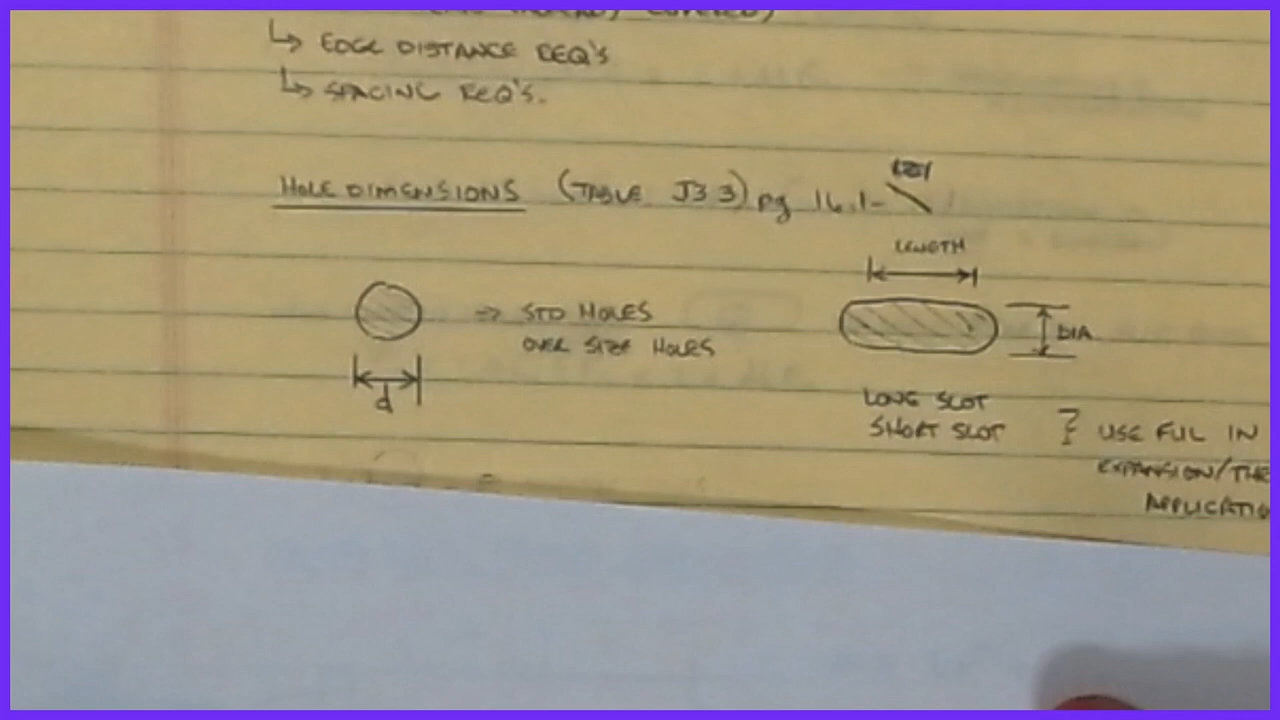 ↳ EDGE DISTANCE REQ'S
↳ SPACING REQ'S.
HOLE DIMENSIONS (TABLE J3 3) pg 16.1-
LENGTH
⇒ STD HOLES
OVER SIZE HOLES
DIA
d
LONG SLOT
SHORT SLOT } USE FUL IN
EXPANSION/THE
APPLICATIO